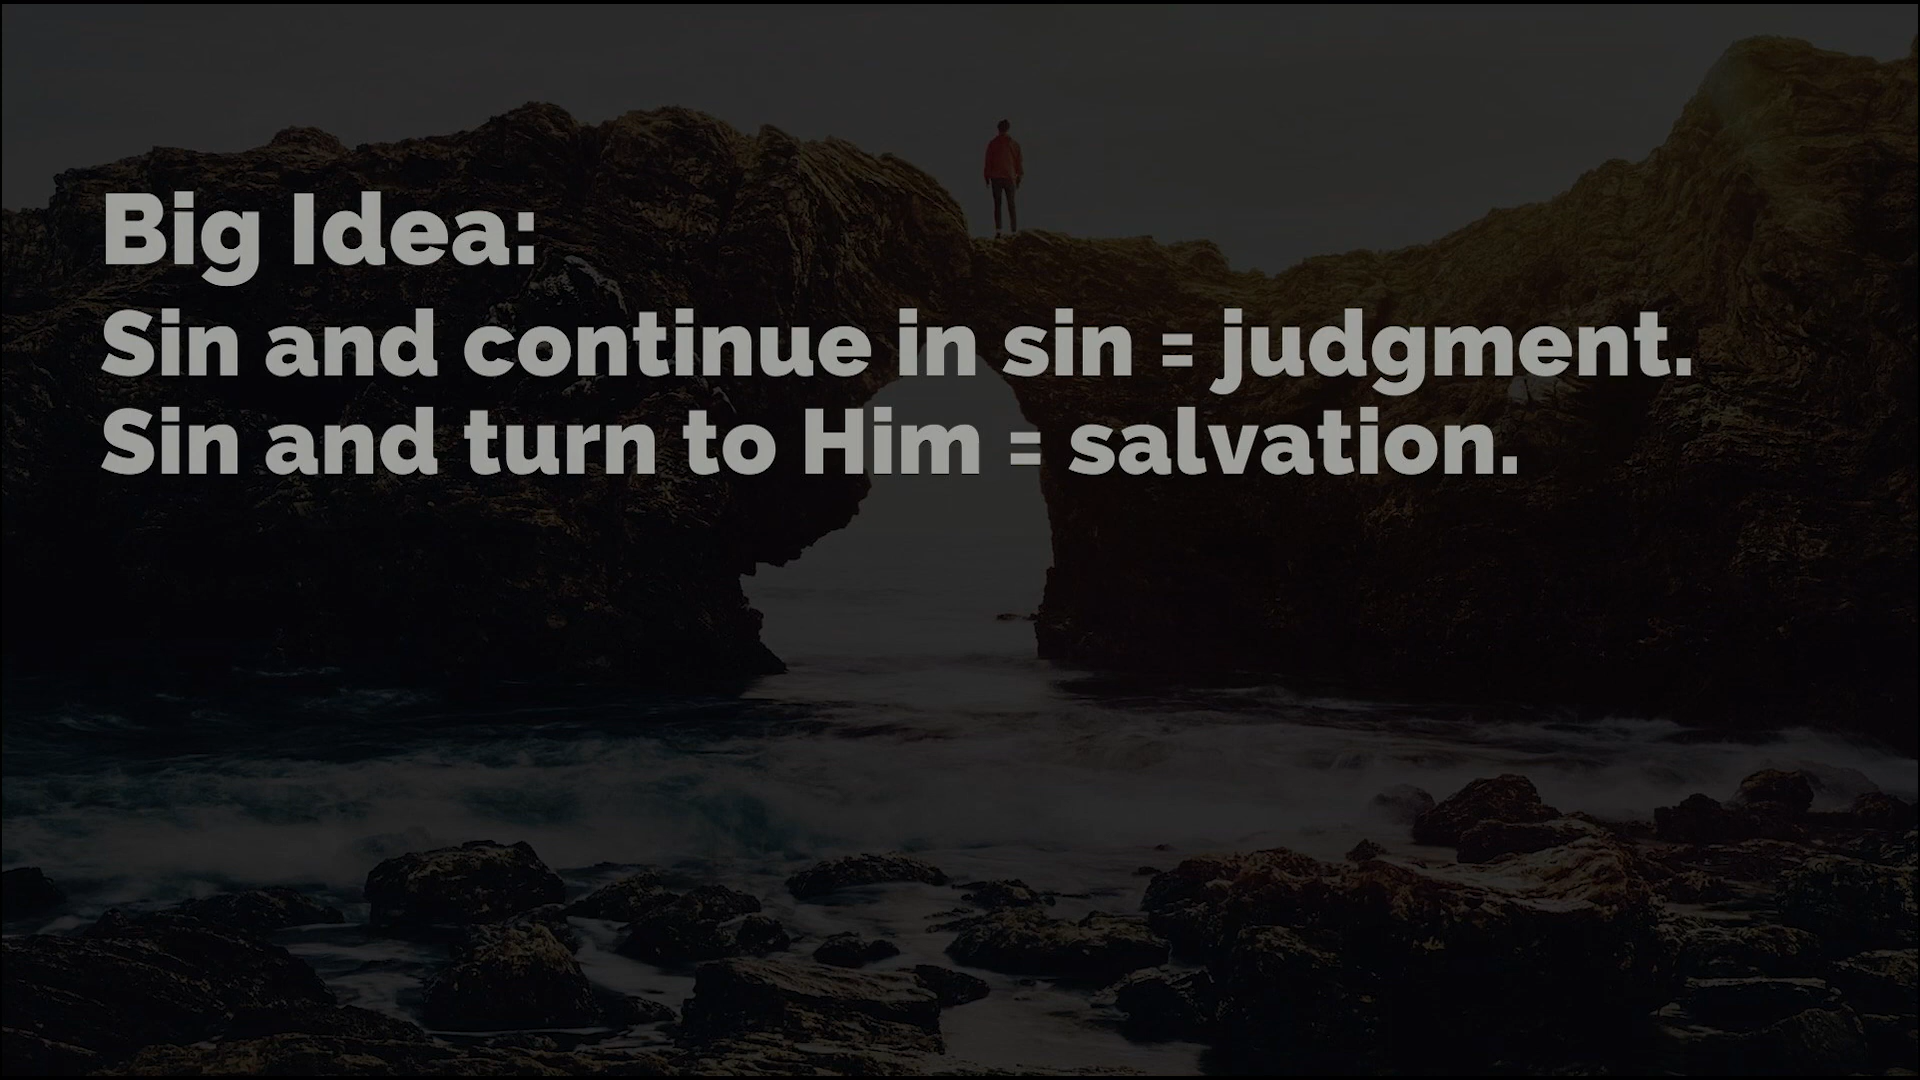 Big Idea:
Sin and continue in sin = judgment.
Sin and turn to Him = salvation.